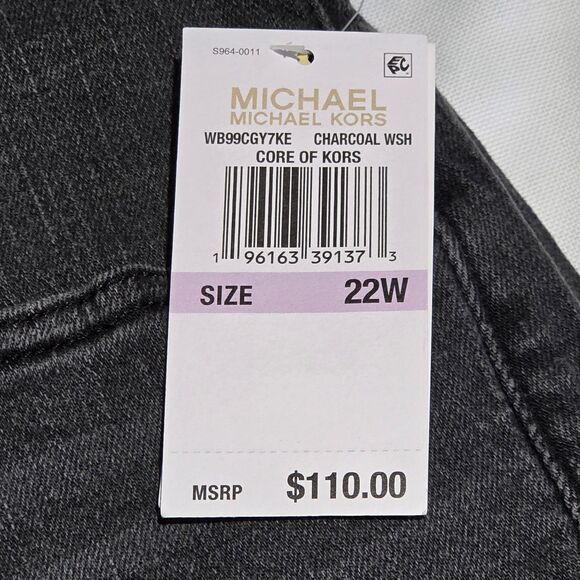 S964-0011
EPC
MICHAEL
MICHAEL KORS
WB99CGY7KE CHARCOAL WSH
CORE OF KORS
1 96163 39137 3
SIZE 22W
MSRP $110.00